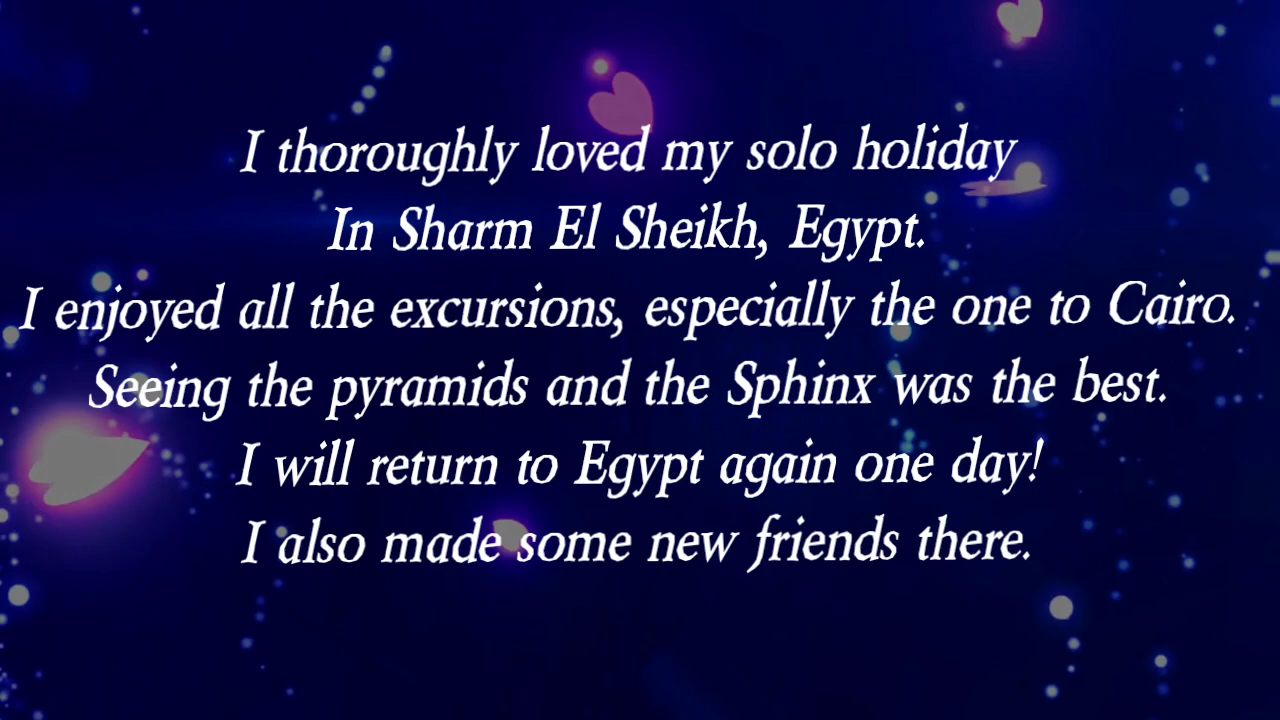 I thoroughly loved my solo holiday
In Sharm El Sheikh, Egypt.
I enjoyed all the excursions, especially the one to Cairo.
Seeing the pyramids and the Sphinx was the best.
I will return to Egypt again one day!
I also made some new friends there.